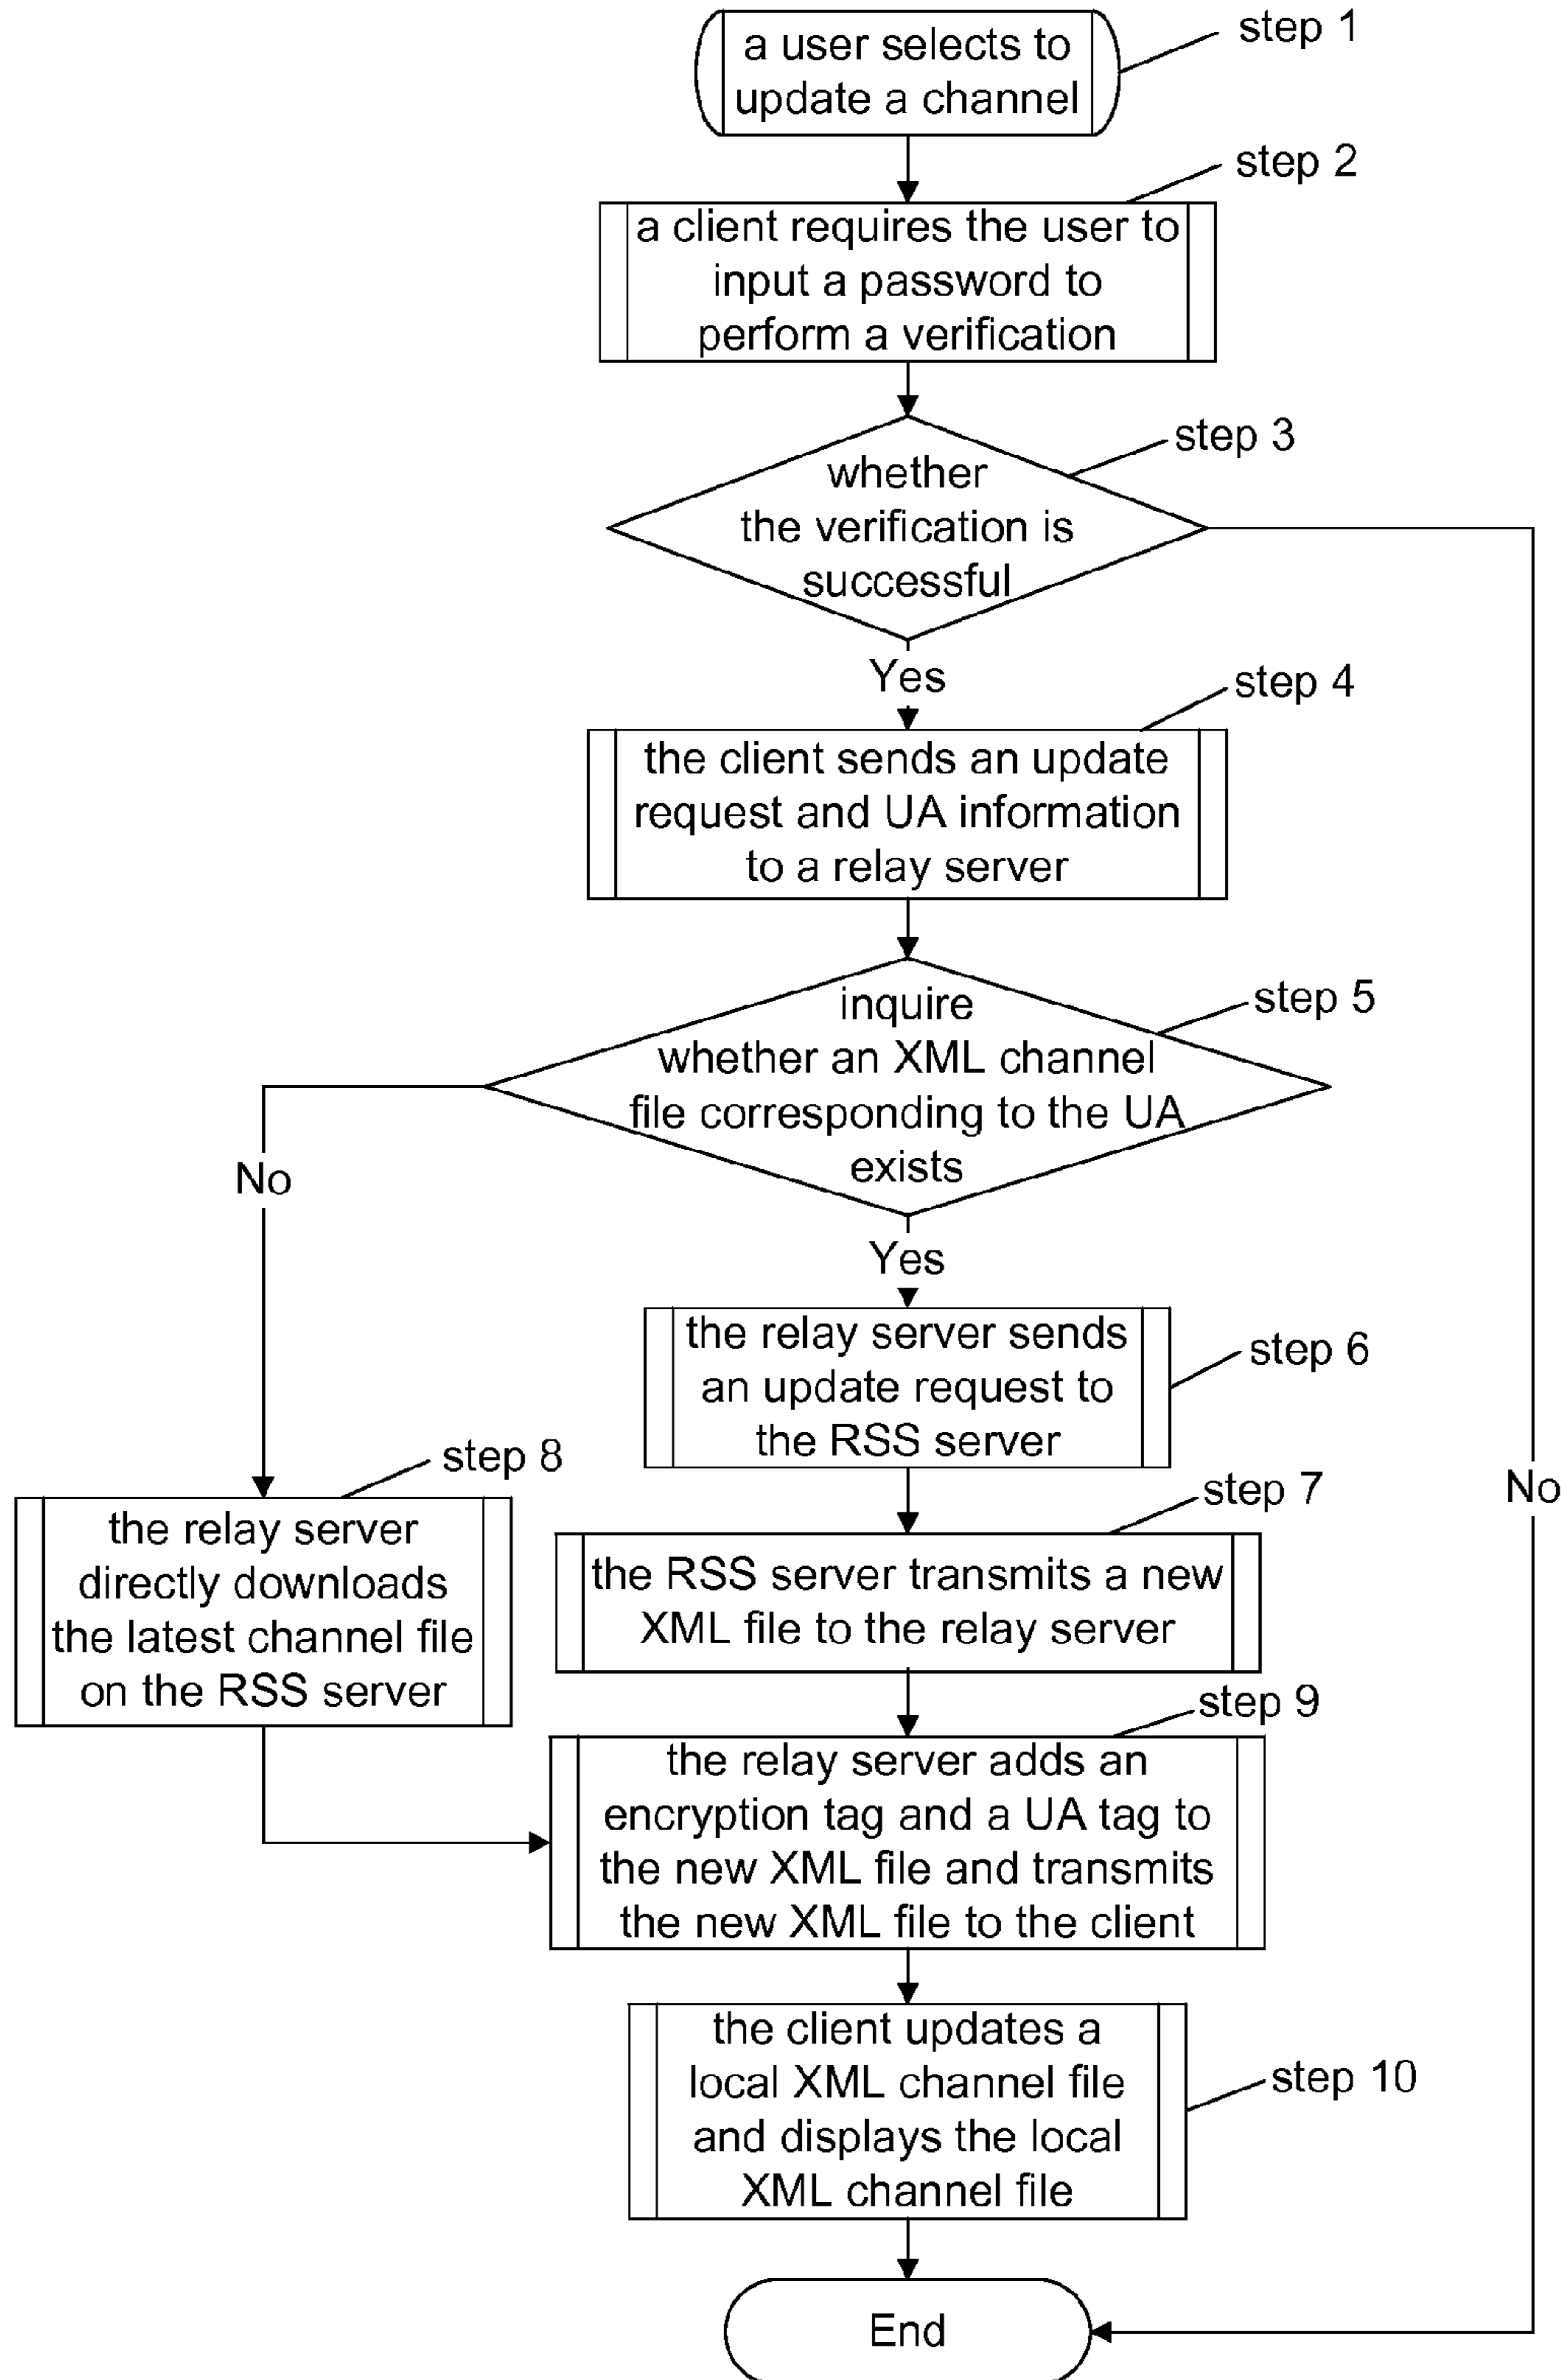 a user selects to
update a channel
step 1
a client requires the user to
input a password to
perform a verification
step 2
whether
the verification is
successful
step 3
Yes
the client sends an update
request and UA information
to a relay server
step 4
inquire
whether an XML channel
file corresponding to the UA
exists
step 5
No
Yes
the relay server sends
an update request to
the RSS server
step 6
step 8
the relay server
directly downloads
the latest channel file
on the RSS server
step 7
the RSS server transmits a new
XML file to the relay server
No
step 9
the relay server adds an
encryption tag and a UA tag to
the new XML file and transmits
the new XML file to the client
the client updates a
local XML channel file
and displays the local
XML channel file
step 10
End